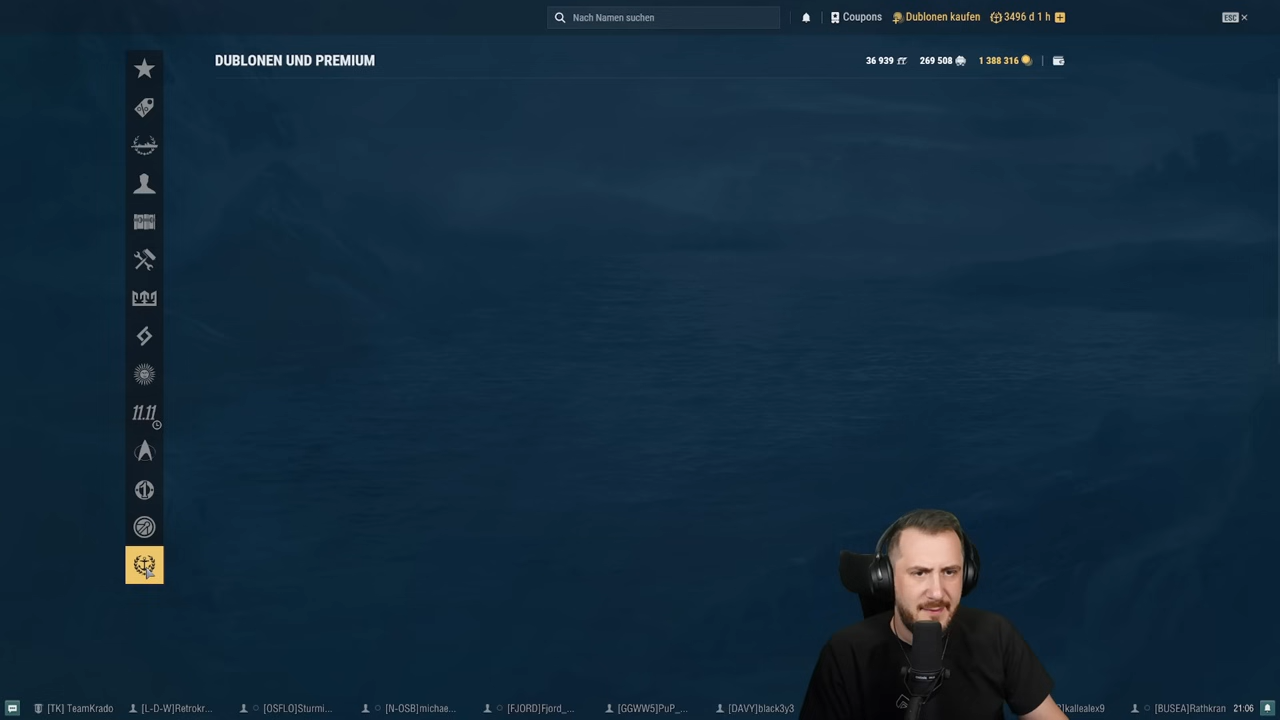 Nach Namen suchen
Coupons
Dublonen kaufen
3496 d 1 h
ESC
DUBLONEN UND PREMIUM
36 939
269 508
1 388 316
11.11
1
[TK] TeamKrado
[L-D-W]Retrokr...
[OSFLO]Sturmi...
[N-OSB]michae...
[FJORD]Fjord_...
[GGWW5]PuP_...
[DAVY]black3y3
]kallealex9
[BUSEA]Rathkran
21:06